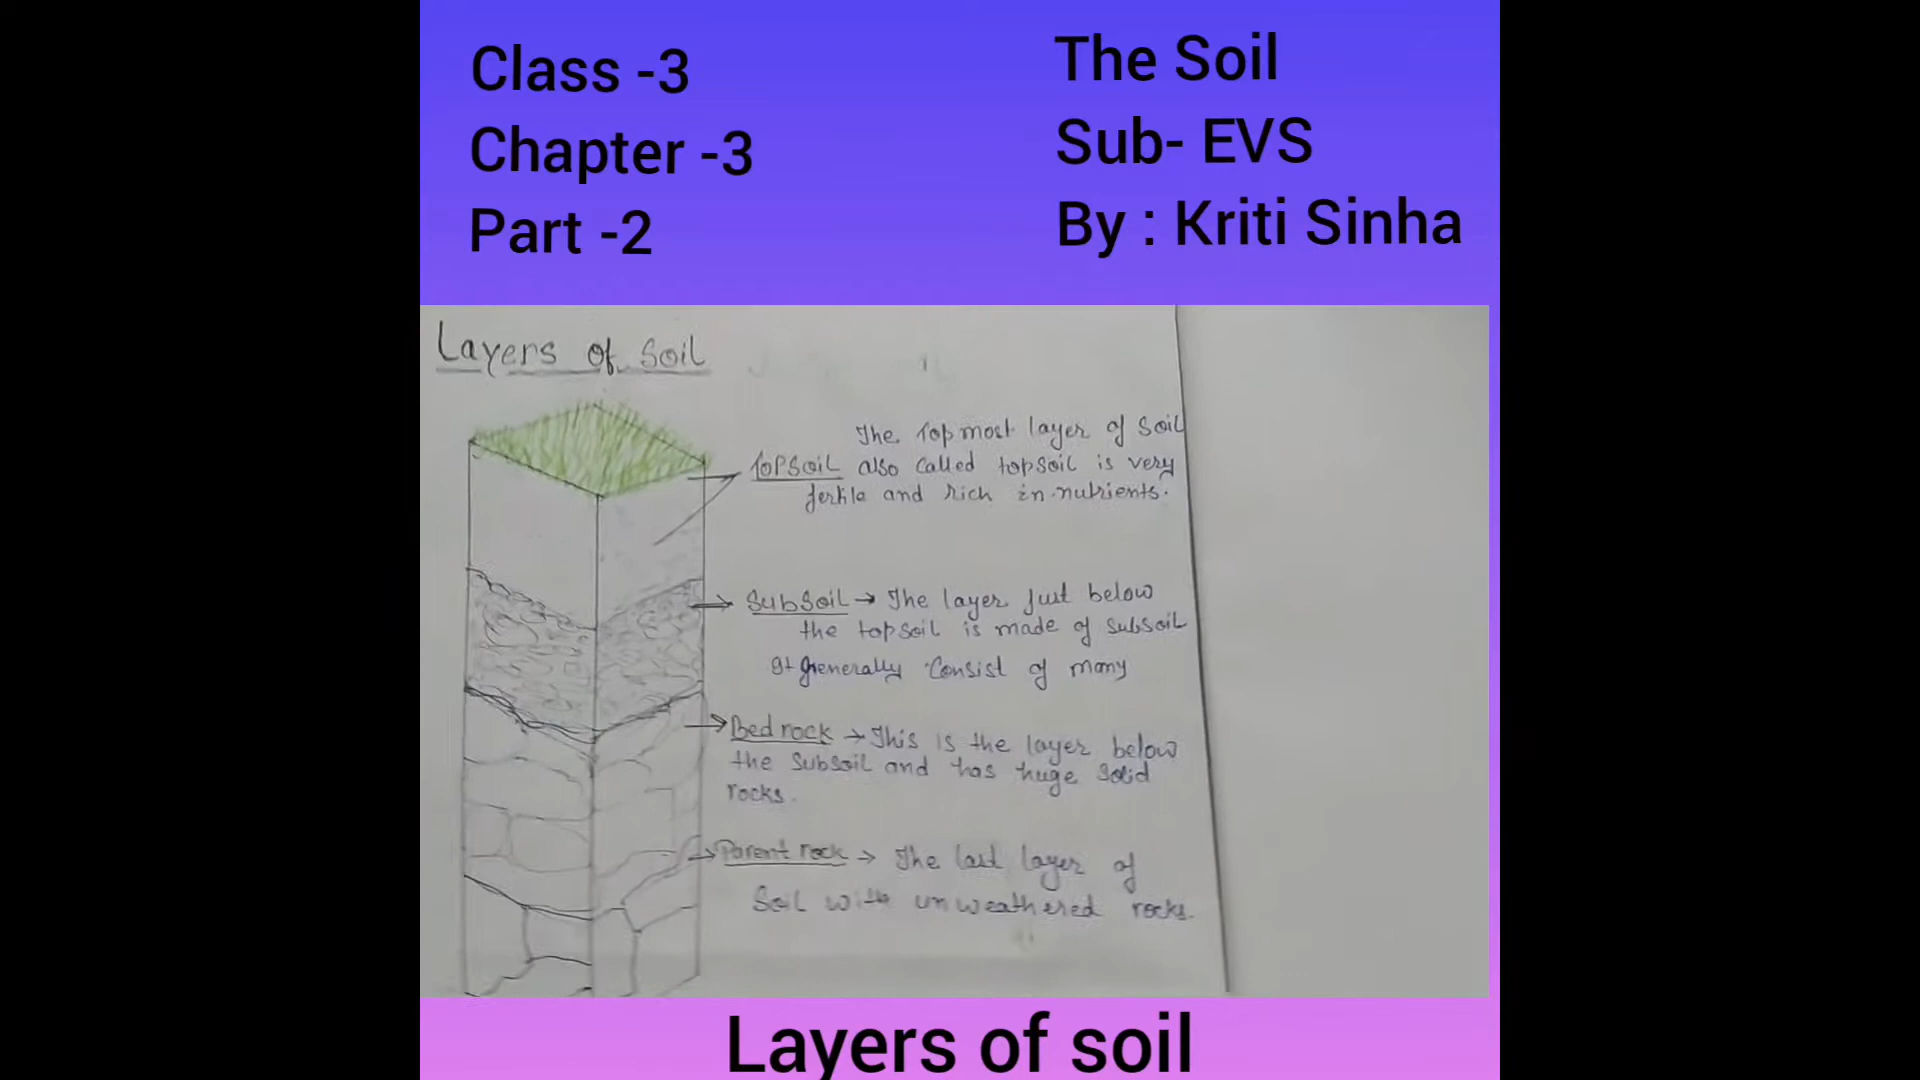 Class -3
Chapter -3
Part -2
The Soil
Sub- EVS
By : Kriti Sinha
Layers of Soil
The Topmost layer of soil
Topsoil also called topsoil is very
fertile and rich in nutrients.
Subsoil → The layer just below
the topsoil is made of subsoil
It generally consist of many
Bed rock → This is the layer below
the subsoil and has huge solid
rocks.
Parent rock → The last layer of
Soil with unweathered rocks.
Layers of soil